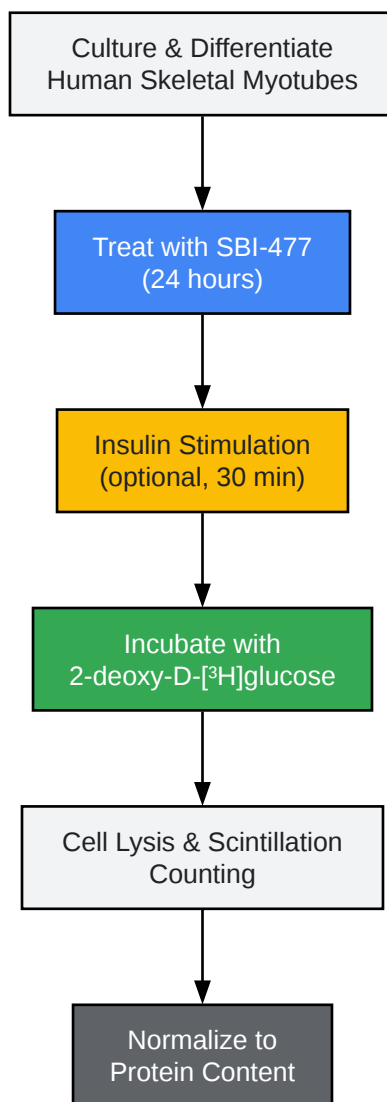 Culture & Differentiate
Human Skeletal Myotubes
Treat with SBI-477
(24 hours)
Insulin Stimulation
(optional, 30 min)
Incubate with
2-deoxy-D-[³H]glucose
Cell Lysis & Scintillation
Counting
Normalize to
Protein Content